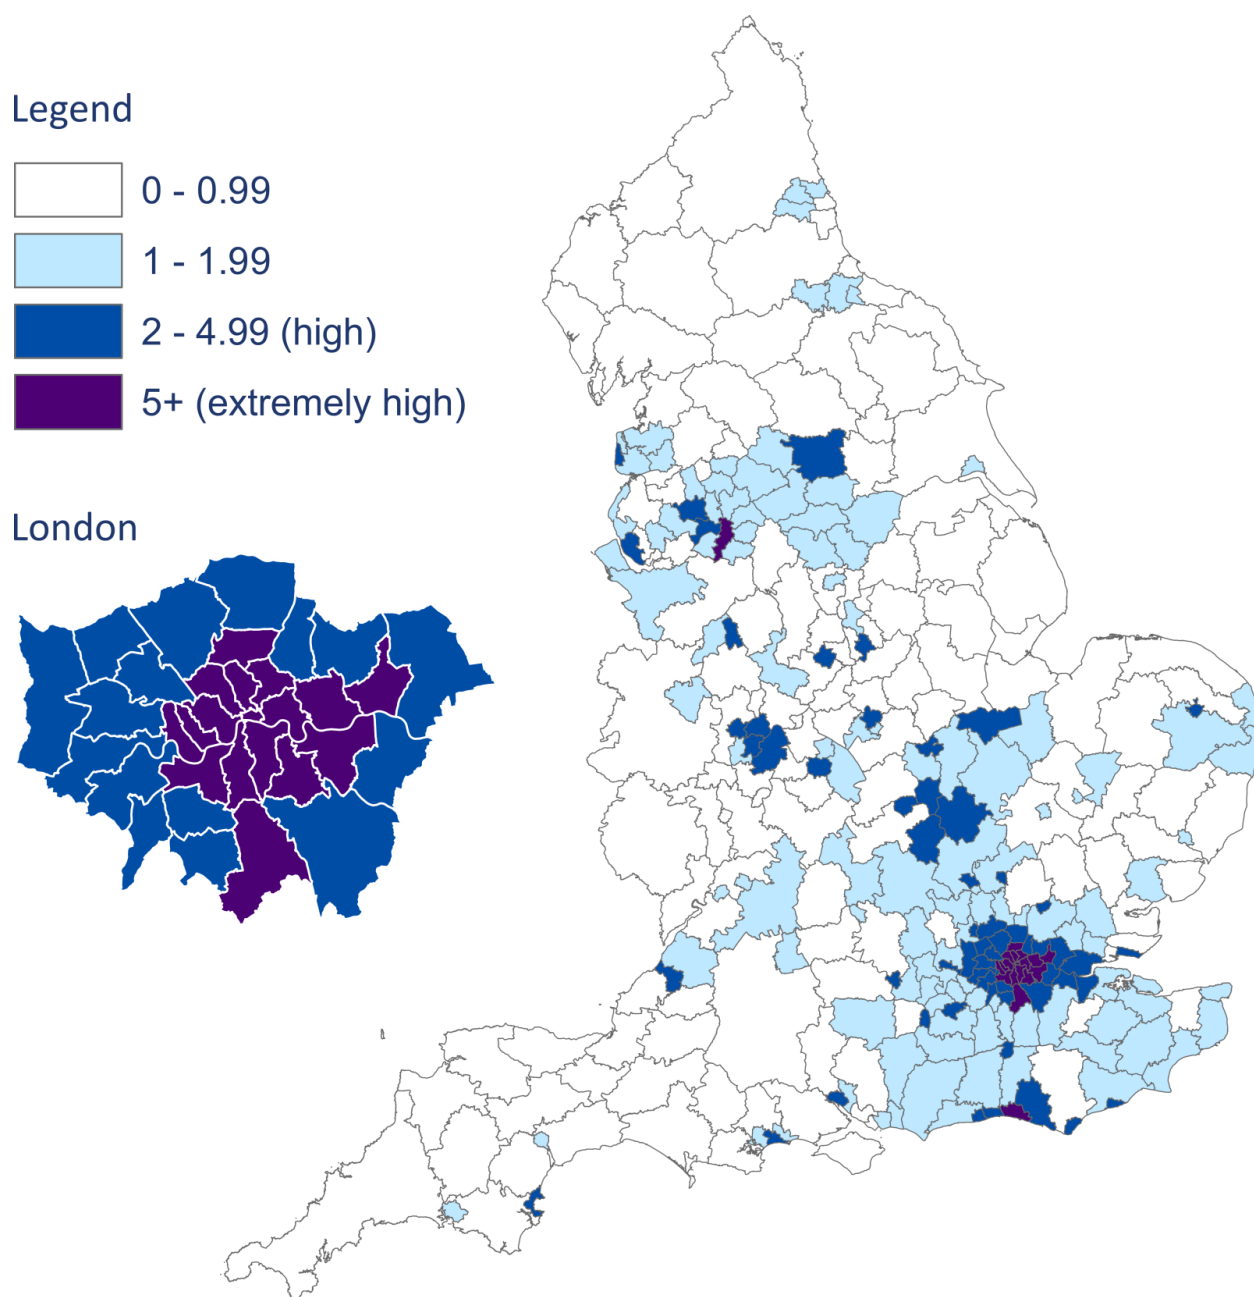 Legend
0 - 0.99
1 - 1.99
2 - 4.99 (high)
5+ (extremely high)
London